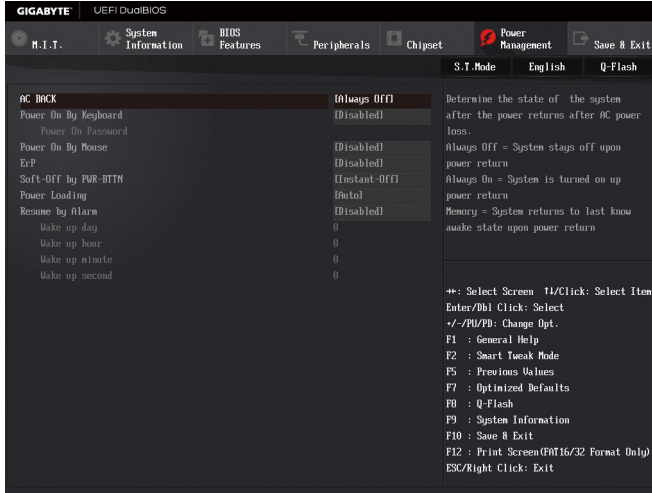 GIGABYTE™ UEFI DualBIOS
M.I.T. System Information BIOS Features Peripherals Chipset Power Management Save & Exit
S.T.Mode English Q-Flash
AC BACK [Always Off]
Power On By Keyboard [Disabled]
Power On Password
Power On By Mouse [Disabled]
ErP [Disabled]
Soft-Off by PWR-BTTN [Instant-Off]
Power Loading [Auto]
Resume by Alarm [Disabled]
Wake up day 0
Wake up hour 0
Wake up minute 0
Wake up second 0
Determine the state of the system
after the power returns after AC power
loss.
Always Off = System stays off upon
power return
Always On = System is turned on up
power return
Memory = System returns to last know
awake state upon power return
→←: Select Screen ↑↓/Click: Select Item
Enter/Dbl Click: Select
+/-/PU/PD: Change Opt.
F1 : General Help
F2 : Smart Tweak Mode
F5 : Previous Values
F7 : Optimized Defaults
F8 : Q-Flash
F9 : System Information
F10 : Save & Exit
F12 : Print Screen(FAT16/32 Format Only)
ESC/Right Click: Exit